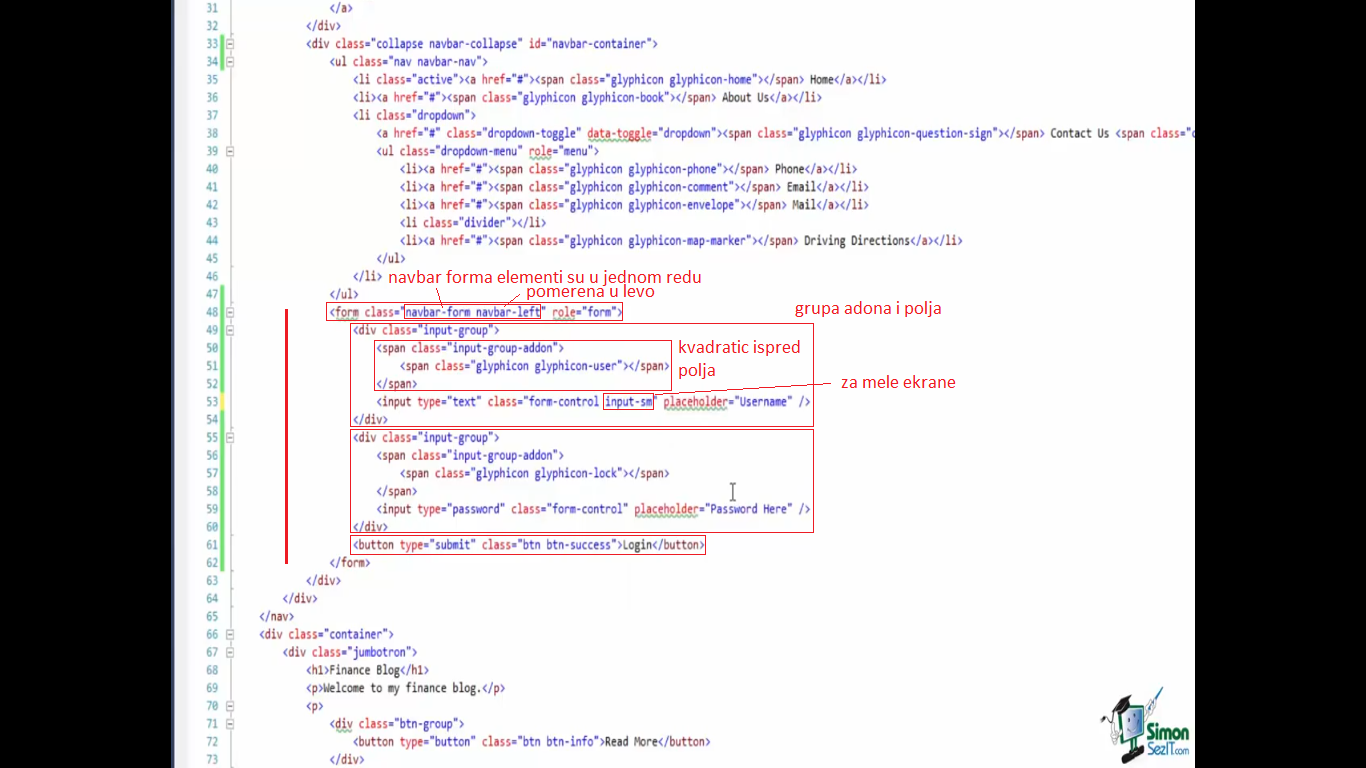 31 </a>
32 </div>
33 <div class="collapse navbar-collapse" id="navbar-container">
34 <ul class="nav navbar-nav">
35 <li class="active"><a href="#"><span class="glyphicon glyphicon-home"></span> Home</a></li>
36 <li><a href="#"><span class="glyphicon glyphicon-book"></span> About Us</a></li>
37 <li class="dropdown">
38 <a href="#" class="dropdown-toggle" data-toggle="dropdown"><span class="glyphicon glyphicon-question-sign"></span> Contact Us <span class="c
39 <ul class="dropdown-menu" role="menu">
40 <li><a href="#"><span class="glyphicon glyphicon-phone"></span> Phone</a></li>
41 <li><a href="#"><span class="glyphicon glyphicon-comment"></span> Email</a></li>
42 <li><a href="#"><span class="glyphicon glyphicon-envelope"></span> Mail</a></li>
43 <li class="divider"></li>
44 <li><a href="#"><span class="glyphicon glyphicon-map-marker"></span> Driving Directions</a></li>
45 </ul>
46 </li> navbar forma elementi su u jednom redu
47 </ul> pomerena u levo
48 <form class="navbar-form navbar-left" role="form"> grupa adona i polja
49 <div class="input-group">
50 <span class="input-group-addon"> kvadratic ispred
51 <span class="glyphicon glyphicon-user"></span> polja
52 </span> za mele ekrane
53 <input type="text" class="form-control input-sm" placeholder="Username" />
54 </div>
55 <div class="input-group">
56 <span class="input-group-addon">
57 <span class="glyphicon glyphicon-lock"></span>
58 </span>
59 <input type="password" class="form-control" placeholder="Password Here" />
60 </div>
61 <button type="submit" class="btn btn-success">Login</button>
62 </form>
63 </div>
64 </div>
65 </nav>
66 <div class="container">
67 <div class="jumbotron">
68 <h1>Finance Blog</h1>
69 <p>Welcome to my finance blog.</p>
70 <p>
71 <div class="btn-group">
72 <button type="button" class="btn btn-info">Read More</button>
73 </div>
Simon
SezIT.com